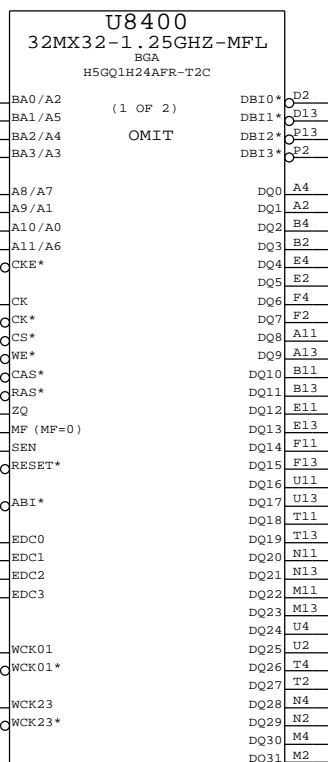 U8400
32MX32-1.25GHZ-MFL
BGA
H5GQ1H24AFR-T2C
(1 OF 2)
OMIT
BA0/A2 DBI0* D2
BA1/A5 DBI1* D13
BA2/A4 DBI2* P13
BA3/A3 DBI3* P2
A8/A7 DQ0 A4
A9/A1 DQ1 A2
A10/A0 DQ2 B4
A11/A6 DQ3 B2
CKE* DQ4 E4
DQ5 E2
CK DQ6 F4
CK* DQ7 F2
CS* DQ8 A11
WE* DQ9 A13
CAS* DQ10 B11
RAS* DQ11 B13
ZQ DQ12 E11
MF (MF=0) DQ13 E13
SEN DQ14 F11
RESET* DQ15 F13
DQ16 U11
ABI* DQ17 U13
DQ18 T11
EDC0 DQ19 T13
EDC1 DQ20 N11
EDC2 DQ21 N13
EDC3 DQ22 M11
DQ23 M13
DQ24 U4
WCK01 DQ25 U2
WCK01* DQ26 T4
DQ27 T2
WCK23 DQ28 N4
WCK23* DQ29 N2
DQ30 M4
DQ31 M2